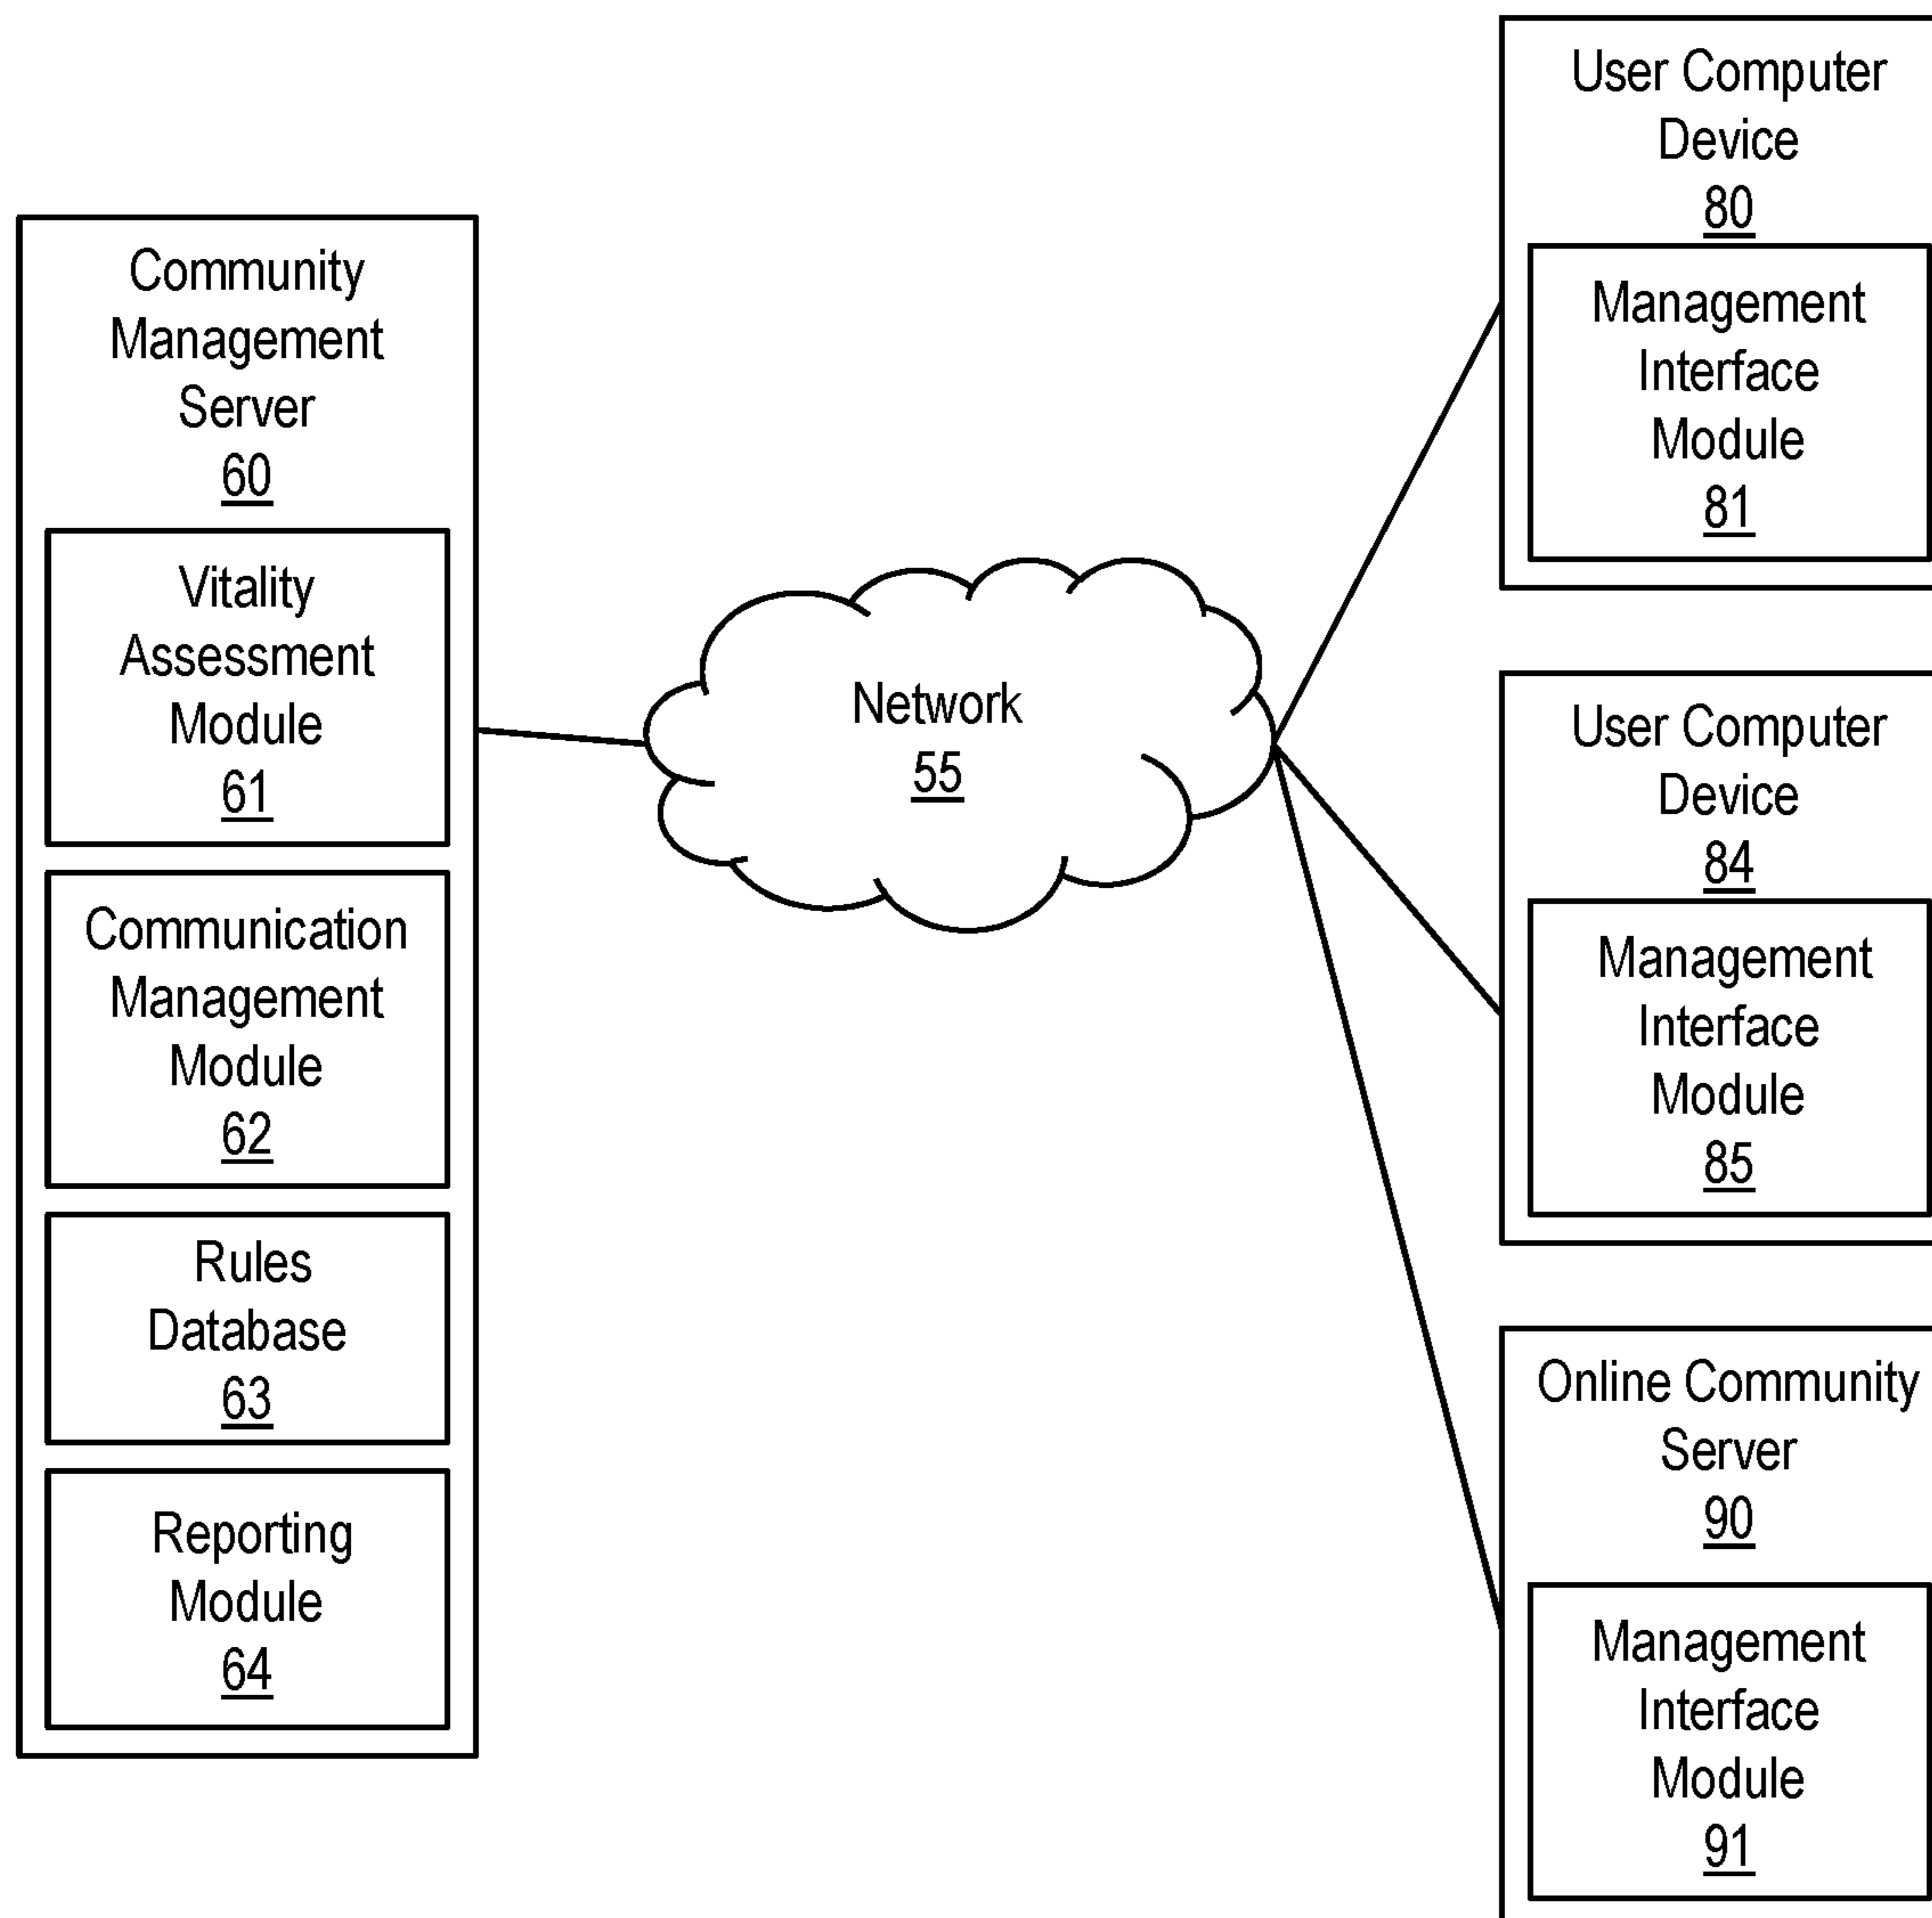 Community
Management
Server
60
Vitality
Assessment
Module
61
Communication
Management
Module
62
Rules
Database
63
Reporting
Module
64
Network
55
User Computer
Device
80
Management
Interface
Module
81
User Computer
Device
84
Management
Interface
Module
85
Online Community
Server
90
Management
Interface
Module
91